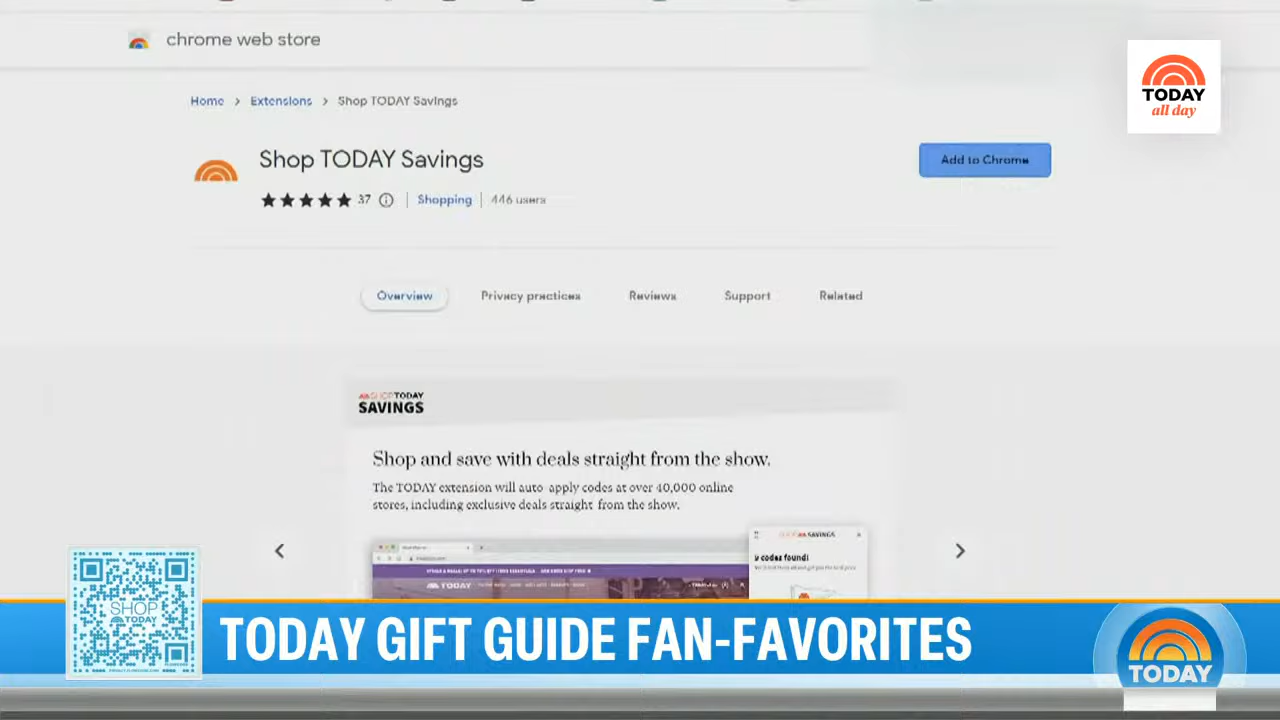 chrome web store
TODAY
all day
Home > Extensions > Shop TODAY Savings
Shop TODAY Savings
Add to Chrome
37
Shopping
446 users
Overview
Privacy practices
Reviews
Support
Related
SHOP TODAY
SAVINGS
Shop and save with deals straight from the show.
The TODAY extension will auto apply codes at over 40,000 online
stores, including exclusive deals straight from the show.
SAVINGS
codes found!
TODAY
SHOP
TODAY
TODAY GIFT GUIDE FAN-FAVORITES
TODAY